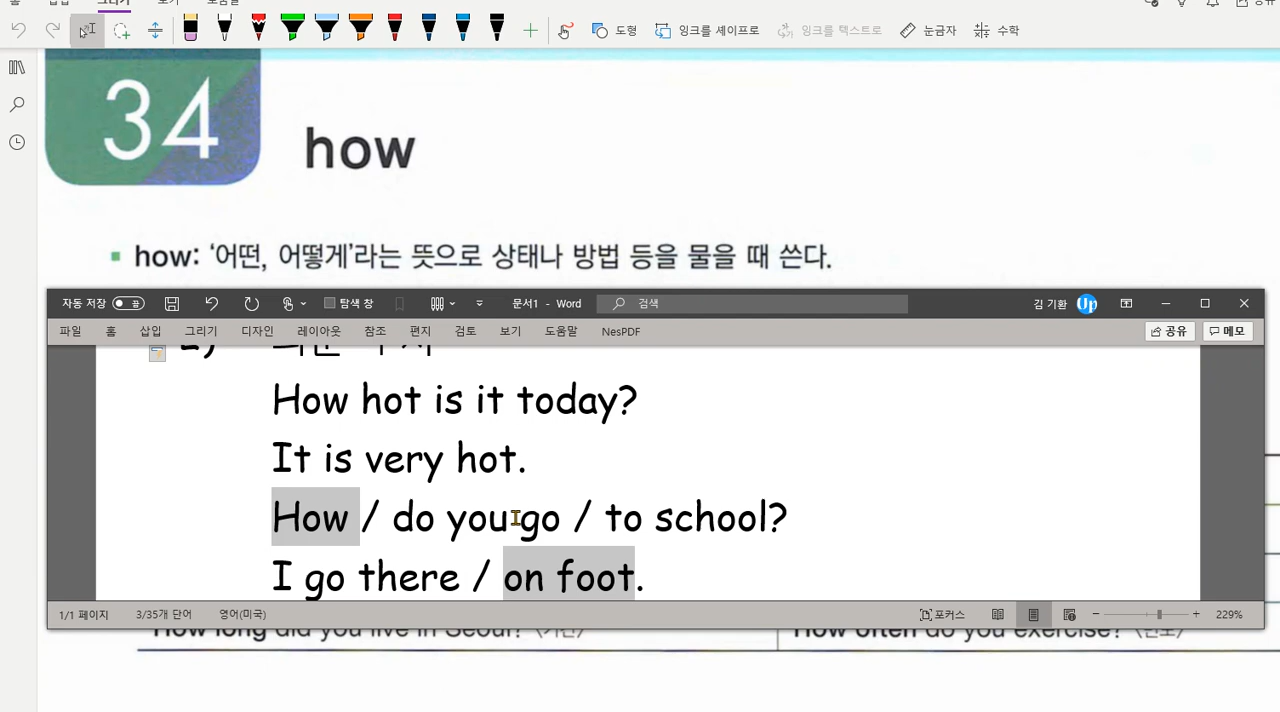 그리기
도형
잉크를 셰이프로
잉크를 텍스트로
눈금자
수학
34
how
how: '어떤, 어떻게'라는 뜻으로 상태나 방법 등을 물을 때 쓴다.
자동 저장
탐색 창
문서1 - Word
검색
김 기환
파일
홈
삽입
그리기
디자인
레이아웃
참조
편지
검토
보기
도움말
NesPDF
공유
메모
How hot is it today?
It is very hot.
How / do you go / to school?
I go there / on foot.
1/1 페이지
3/35개 단어
영어(미국)
포커스
229%
How long did you live in Seoul? 〈기간〉
How often do you exercise? 〈빈도〉